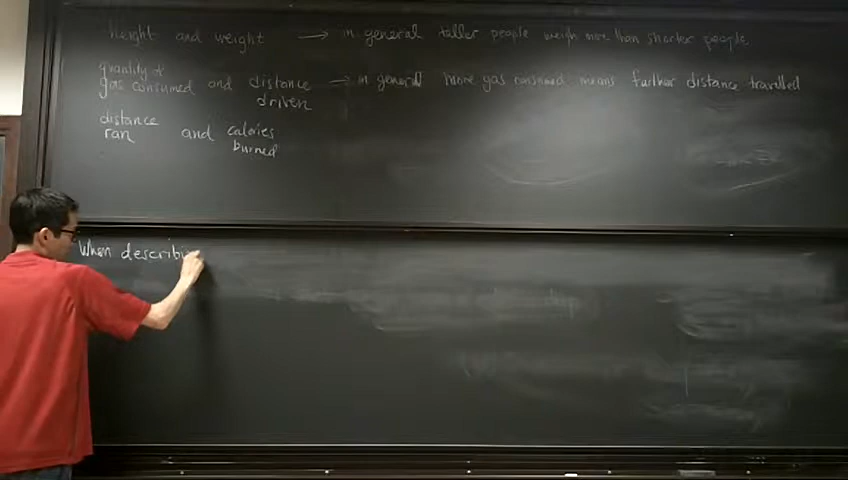 height and weight → in general taller people weigh more than shorter people
quantity of
gas consumed and distance → in general more gas consumed means further distance travelled
driven
distance
ran and calories
burned
When describi